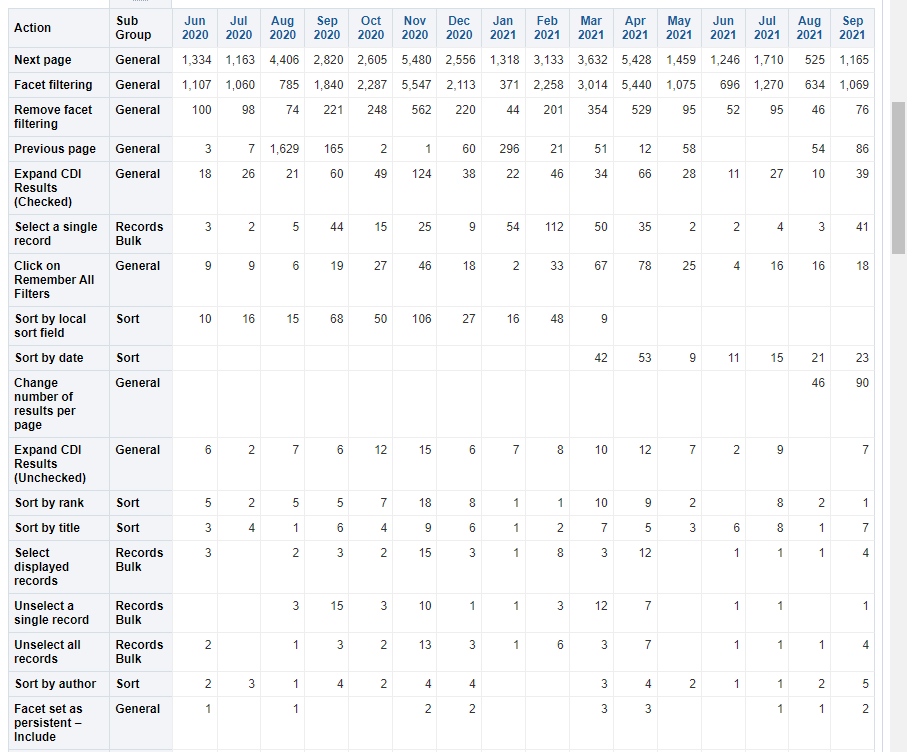 Action Sub Group Jun 2020 Jul 2020 Aug 2020 Sep 2020 Oct 2020 Nov 2020 Dec 2020 Jan 2021 Feb 2021 Mar 2021 Apr 2021 May 2021 Jun 2021 Jul 2021 Aug 2021 Sep 2021
Next page General 1,334 1,163 4,406 2,820 2,605 5,480 2,556 1,318 3,133 3,632 5,428 1,459 1,246 1,710 525 1,165
Facet filtering General 1,107 1,060 785 1,840 2,287 5,547 2,113 371 2,258 3,014 5,440 1,075 696 1,270 634 1,069
Remove facet filtering General 100 98 74 221 248 562 220 44 201 354 529 95 52 95 46 76
Previous page General 3 7 1,629 165 2 1 60 296 21 51 12 58 54 86
Expand CDI Results (Checked) General 18 26 21 60 49 124 38 22 46 34 66 28 11 27 10 39
Select a single record Records Bulk 3 2 5 44 15 25 9 54 112 50 35 2 2 4 3 41
Click on Remember All Filters General 9 9 6 19 27 46 18 2 33 67 78 25 4 16 16 18
Sort by local sort field Sort 10 16 15 68 50 106 27 16 48 9
Sort by date Sort 42 53 9 11 15 21 23
Change number of results per page General 46 90
Expand CDI Results (Unchecked) General 6 2 7 6 12 15 6 7 8 10 12 7 2 9 7
Sort by rank Sort 5 2 5 5 7 18 8 1 1 10 9 2 8 2 1
Sort by title Sort 3 4 1 6 4 9 6 1 2 7 5 3 6 8 1 7
Select displayed records Records Bulk 3 2 3 2 15 3 1 8 3 12 1 1 1 4
Unselect a single record Records Bulk 3 15 3 10 1 1 3 12 7 1 1 1
Unselect all records Records Bulk 2 1 3 2 13 3 1 6 3 7 1 1 1 4
Sort by author Sort 2 3 1 4 2 4 4 3 4 2 1 1 2 5
Facet set as persistent – Include General 1 1 2 2 3 3 1 1 2